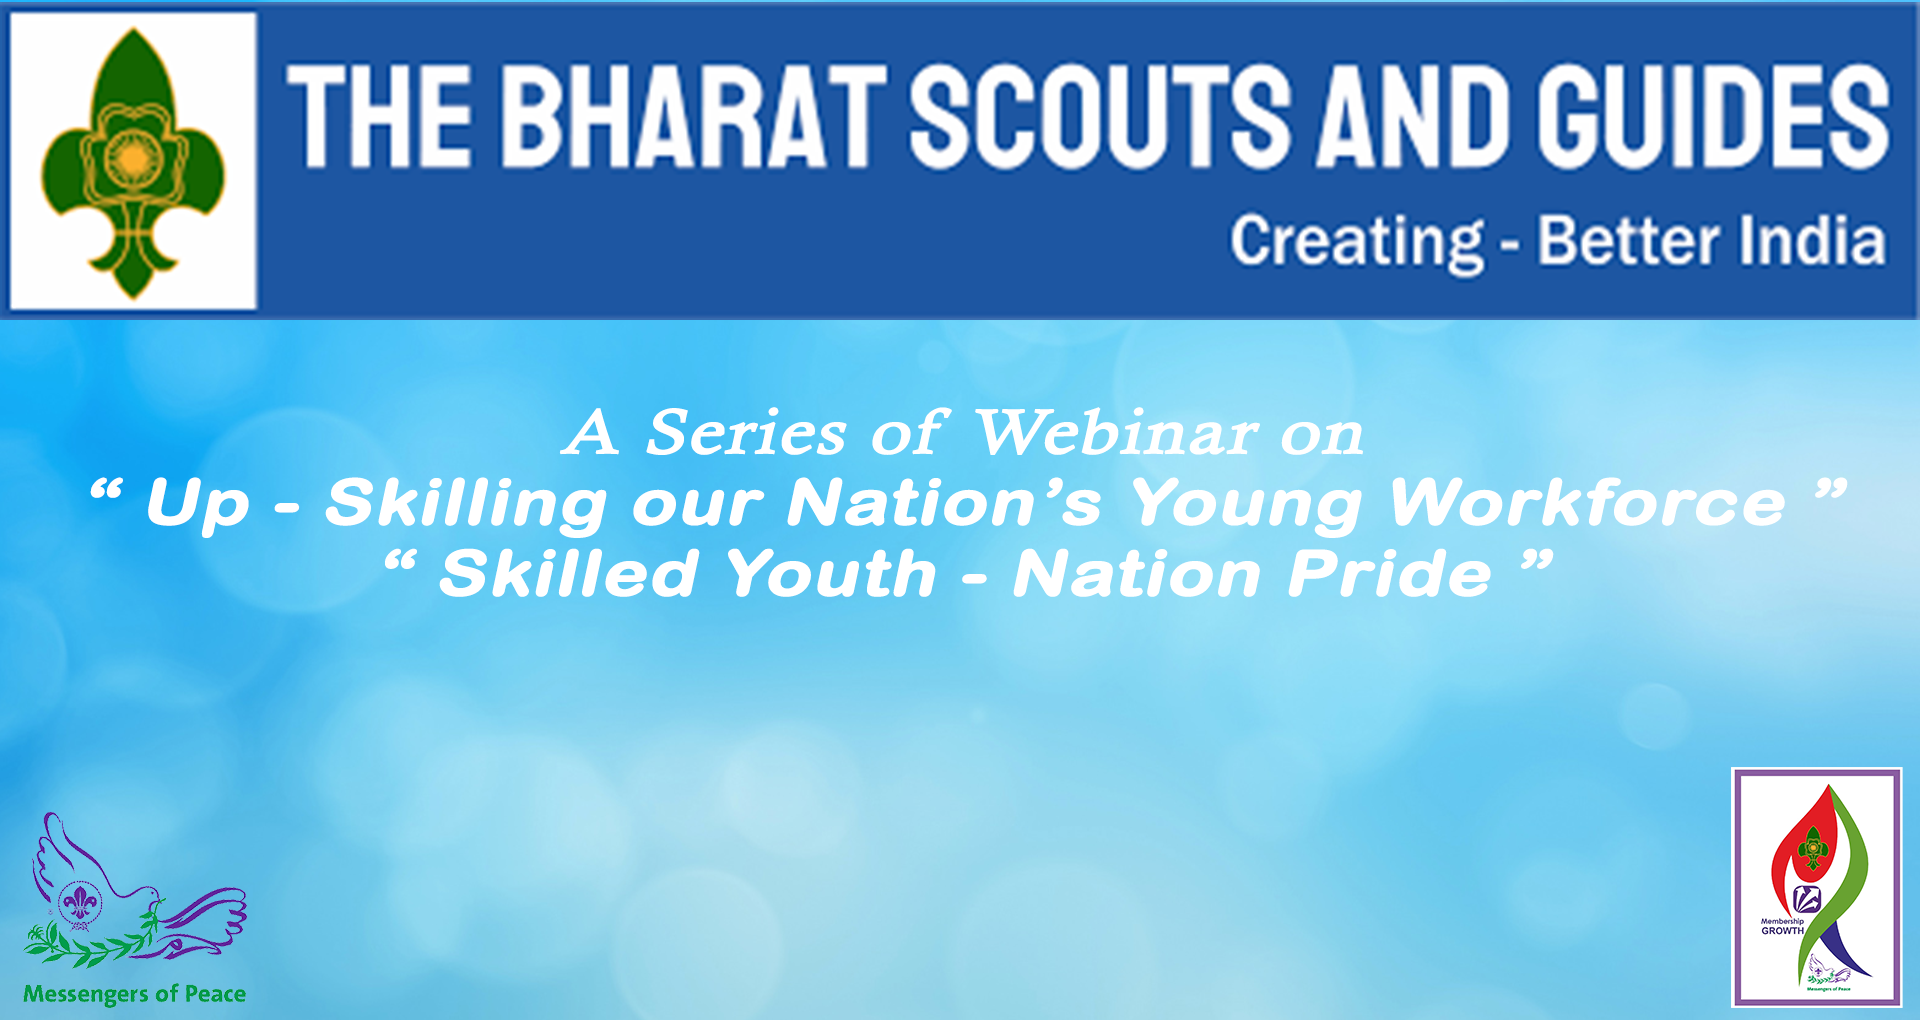 THE BHARAT SCOUTS AND GUIDES
Creating - Better India
A Series of Webinar on
“ Up - Skilling our Nation’s Young Workforce ”
“ Skilled Youth - Nation Pride ”
Messengers of Peace
Membership
GROWTH
Messengers of Peace